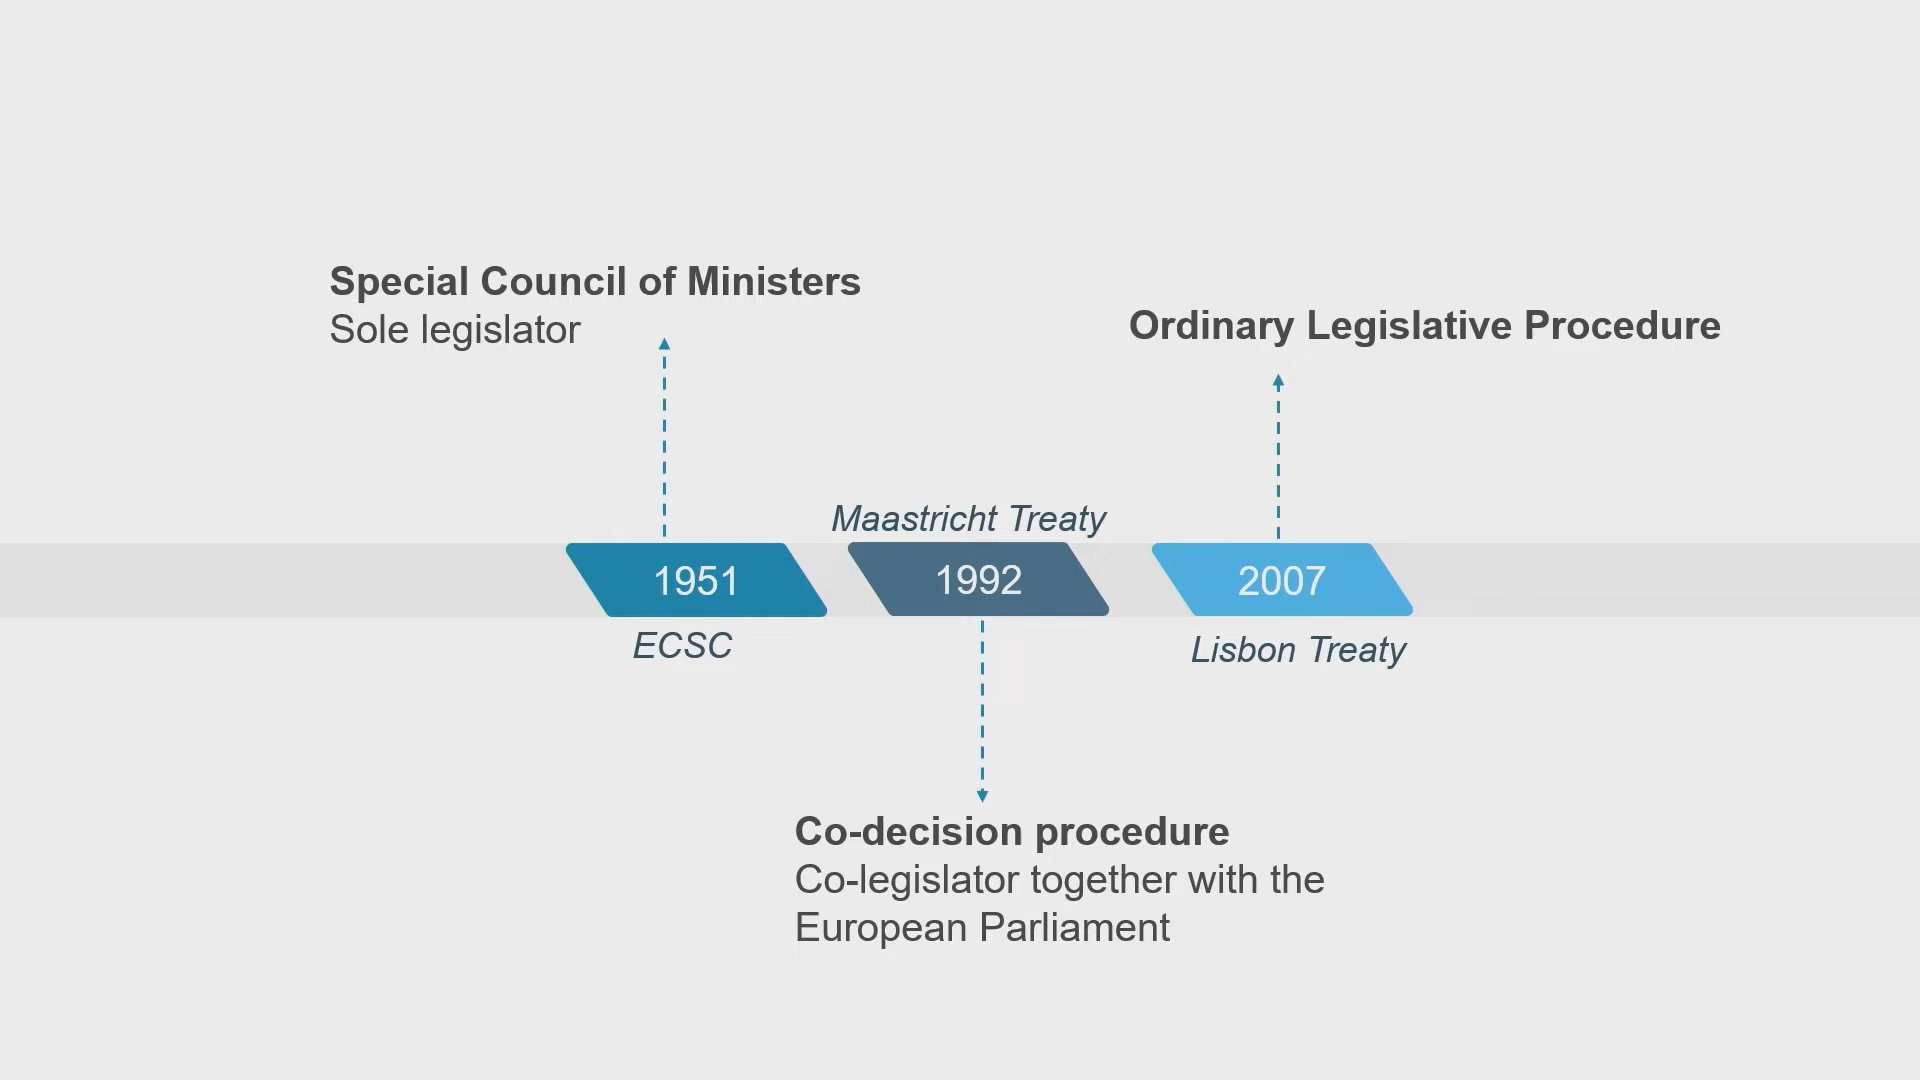 Special Council of Ministers
Sole legislator
Ordinary Legislative Procedure
Maastricht Treaty
1951
1992
2007
ECSC
Lisbon Treaty
Co-decision procedure
Co-legislator together with the
European Parliament